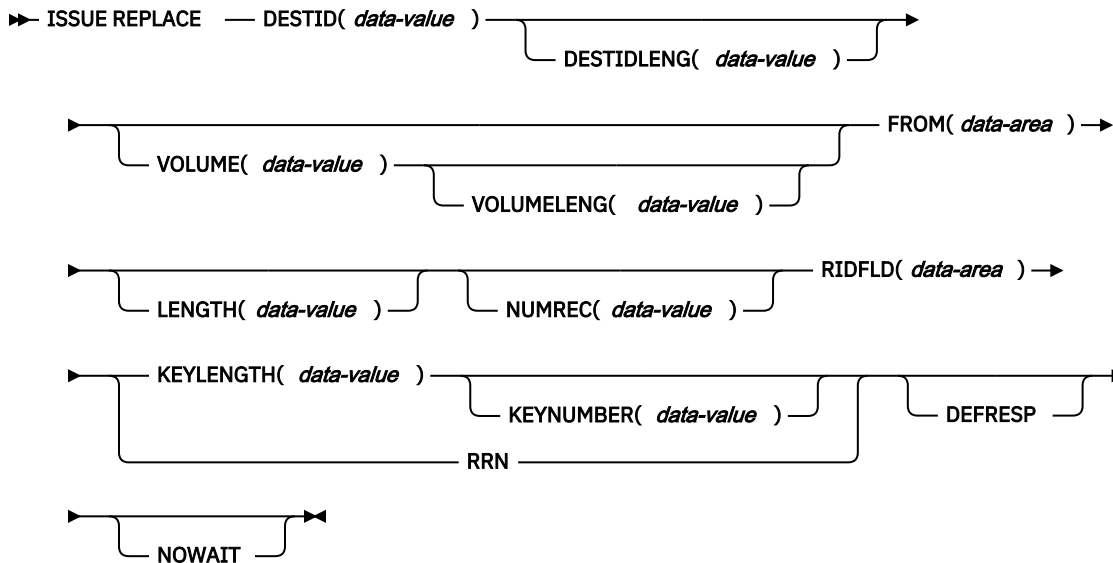 ISSUE REPLACE DESTID( data-value )
DESTIDLENG( data-value )
FROM( data-area )
VOLUME( data-value )
VOLUMELENG( data-value )
RIDFLD( data-area )
LENGTH( data-value ) NUMREC( data-value )
KEYLENGTH( data-value )
KEYNUMBER( data-value ) DEFRESP
RRN
NOWAIT